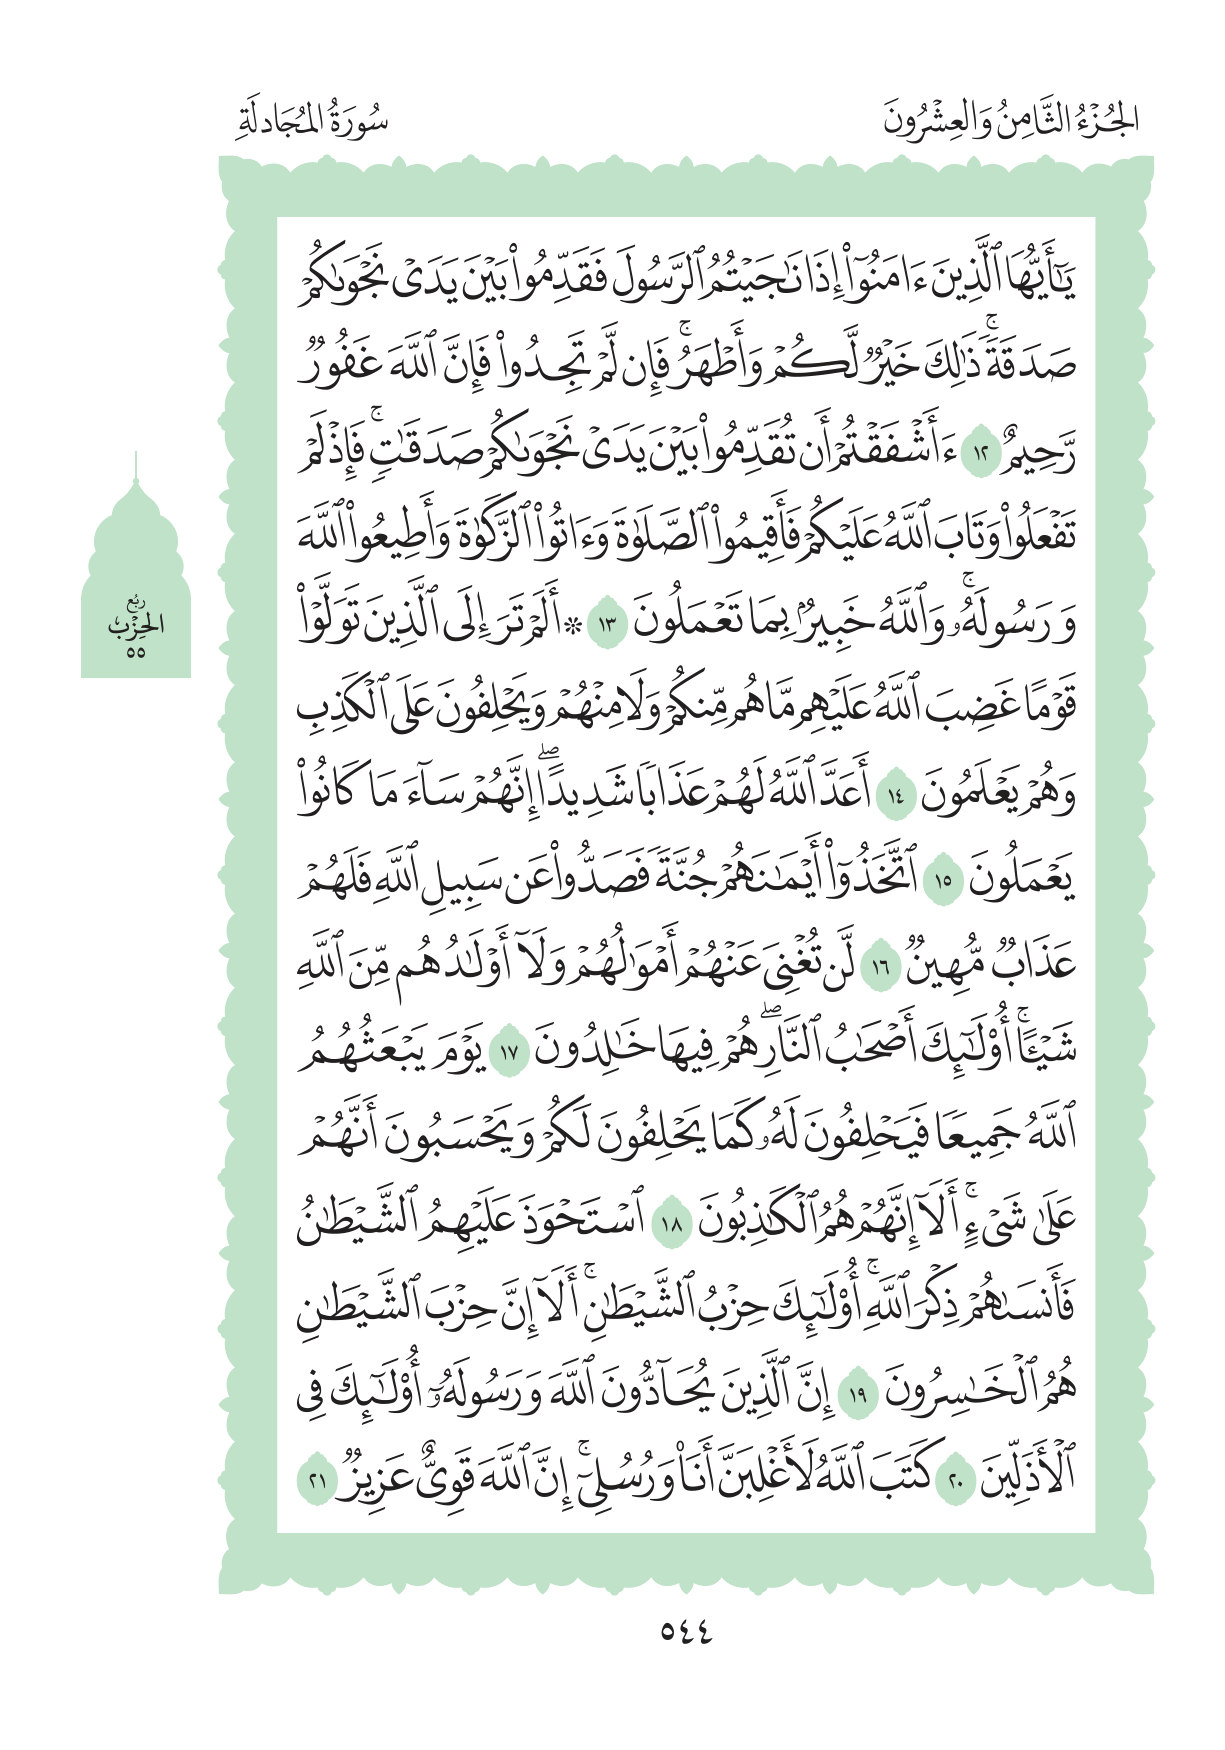 الجُزْءُ الثَّامِنُ وَالعِشْرُونَ
سُورَةُ المُجَادلَةِ
يَٰٓأَيُّهَا ٱلَّذِينَ ءَامَنُوٓاْ إِذَا نَٰجَيۡتُمُ ٱلرَّسُولَ فَقَدِّمُواْ بَيۡنَ يَدَيۡ نَجۡوَىٰكُمۡ
صَدَقَةٗۚ ذَٰلِكَ خَيۡرٞ لَّكُمۡ وَأَطۡهَرُۚ فَإِن لَّمۡ تَجِدُواْ فَإِنَّ ٱللَّهَ غَفُورٞ
رَّحِيمٌ ١٢ ءَأَشۡفَقۡتُمۡ أَن تُقَدِّمُواْ بَيۡنَ يَدَيۡ نَجۡوَىٰكُمۡ صَدَقَٰتٖۚ فَإِذۡ لَمۡ
تَفۡعَلُواْ وَتَابَ ٱللَّهُ عَلَيۡكُمۡ فَأَقِيمُواْ ٱلصَّلَوٰةَ وَءَاتُواْ ٱلزَّكَوٰةَ وَأَطِيعُواْ ٱللَّهَ
وَرَسُولَهُۥۚ وَٱللَّهُ خَبِيرُۢ بِمَا تَعۡمَلُونَ ١٣ ۞ أَلَمۡ تَرَ إِلَى ٱلَّذِينَ تَوَلَّوۡاْ
قَوۡمًا غَضِبَ ٱللَّهُ عَلَيۡهِم مَّا هُم مِّنكُمۡ وَلَا مِنۡهُمۡ وَيَحۡلِفُونَ عَلَى ٱلۡكَذِبِ
وَهُمۡ يَعۡلَمُونَ ١٤ أَعَدَّ ٱللَّهُ لَهُمۡ عَذَابٗا شَدِيدًاۖ إِنَّهُمۡ سَآءَ مَا كَانُواْ
يَعۡمَلُونَ ١٥ ٱتَّخَذُوٓاْ أَيۡمَٰنَهُمۡ جُنَّةٗ فَصَدُّواْ عَن سَبِيلِ ٱللَّهِ فَلَهُمۡ
عَذَابٞ مُّهِينٞ ١٦ لَّن تُغۡنِيَ عَنۡهُمۡ أَمۡوَٰلُهُمۡ وَلَآ أَوۡلَٰدُهُم مِّنَ ٱللَّهِ
شَيۡـًٔاۚ أُوْلَٰٓئِكَ أَصۡحَٰبُ ٱلنَّارِۖ هُمۡ فِيهَا خَٰلِدُونَ ١٧ يَوۡمَ يَبۡعَثُهُمُ
ٱللَّهُ جَمِيعٗا فَيَحۡلِفُونَ لَهُۥ كَمَا يَحۡلِفُونَ لَكُمۡ وَيَحۡسَبُونَ أَنَّهُمۡ
عَلَىٰ شَيۡءٍۚ أَلَآ إِنَّهُمۡ هُمُ ٱلۡكَٰذِبُونَ ١٨ ٱسۡتَحۡوَذَ عَلَيۡهِمُ ٱلشَّيۡطَٰنُ
فَأَنسَىٰهُمۡ ذِكۡرَ ٱللَّهِۚ أُوْلَٰٓئِكَ حِزۡبُ ٱلشَّيۡطَٰنِۚ أَلَآ إِنَّ حِزۡبَ ٱلشَّيۡطَٰنِ
هُمُ ٱلۡخَٰسِرُونَ ١٩ إِنَّ ٱلَّذِينَ يُحَآدُّونَ ٱللَّهَ وَرَسُولَهُۥٓ أُوْلَٰٓئِكَ فِي
ٱلۡأَذَلِّينَ ٢٠ كَتَبَ ٱللَّهُ لَأَغۡلِبَنَّ أَنَا۠ وَرُسُلِيٓۚ إِنَّ ٱللَّهَ قَوِيٌّ عَزِيزٞ ٢١
ربُع
الحِزْب
٥٥
٥٤٤